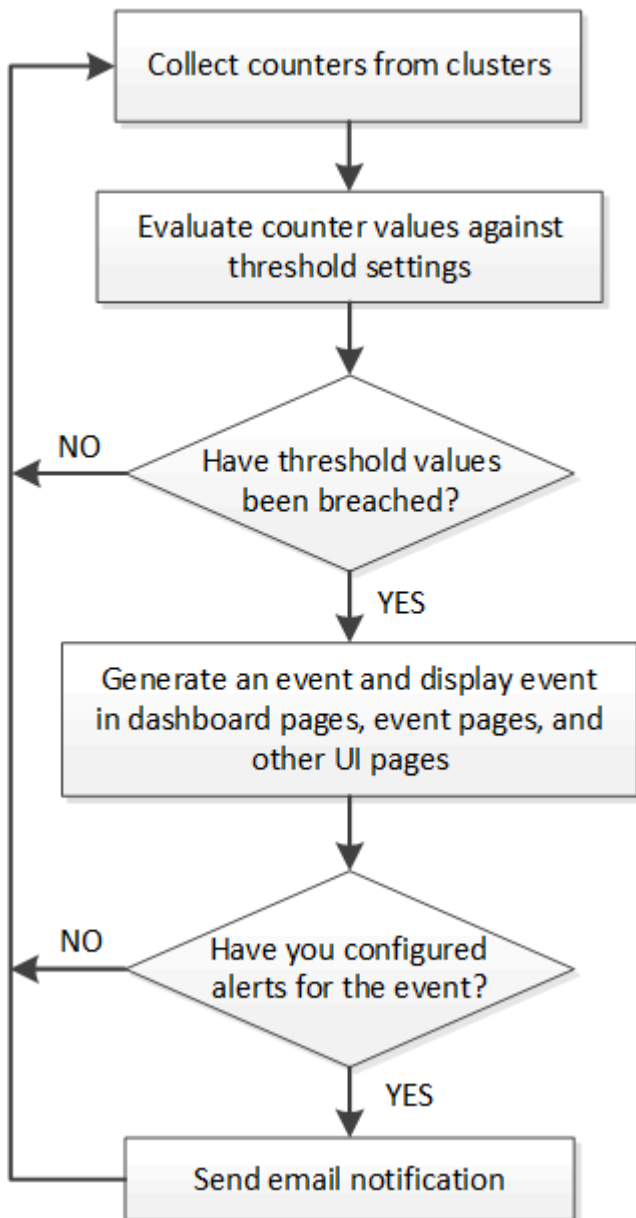 Collect counters from clusters
Evaluate counter values against
threshold settings
NO
Have threshold values
been breached?
YES
Generate an event and display event
in dashboard pages, event pages, and
other UI pages
NO
Have you configured
alerts for the event?
YES
Send email notification